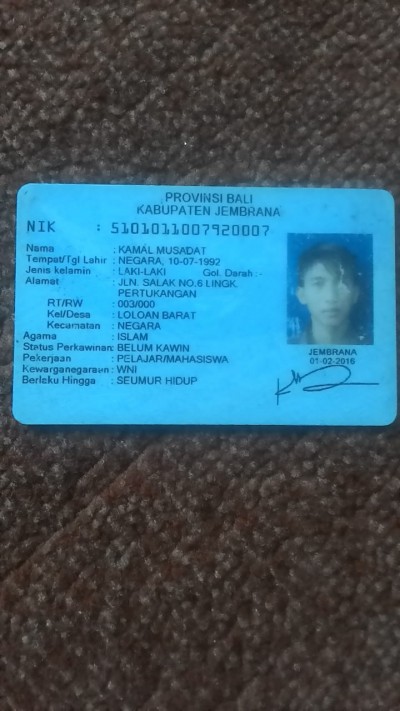 PROVINSI BALI
KABUPATEN JEMBRANA
NIK : 5101011007920007
Nama : KAMAL MUSADAT
Tempat/Tgl Lahir : NEGARA, 10-07-1992
Jenis kelamin : LAKI-LAKI Gol. Darah :-
Alamat : JLN. SALAK NO.6 LINGK.
PERTUKANGAN
RT/RW : 003/000
Kel/Desa : LOLOAN BARAT
Kecamatan : NEGARA
Agama : ISLAM
Status Perkawinan: BELUM KAWIN
Pekerjaan : PELAJAR/MAHASISWA
Kewarganegaraan: WNI
Berlaku Hingga : SEUMUR HIDUP
JEMBRANA
01-02-2016